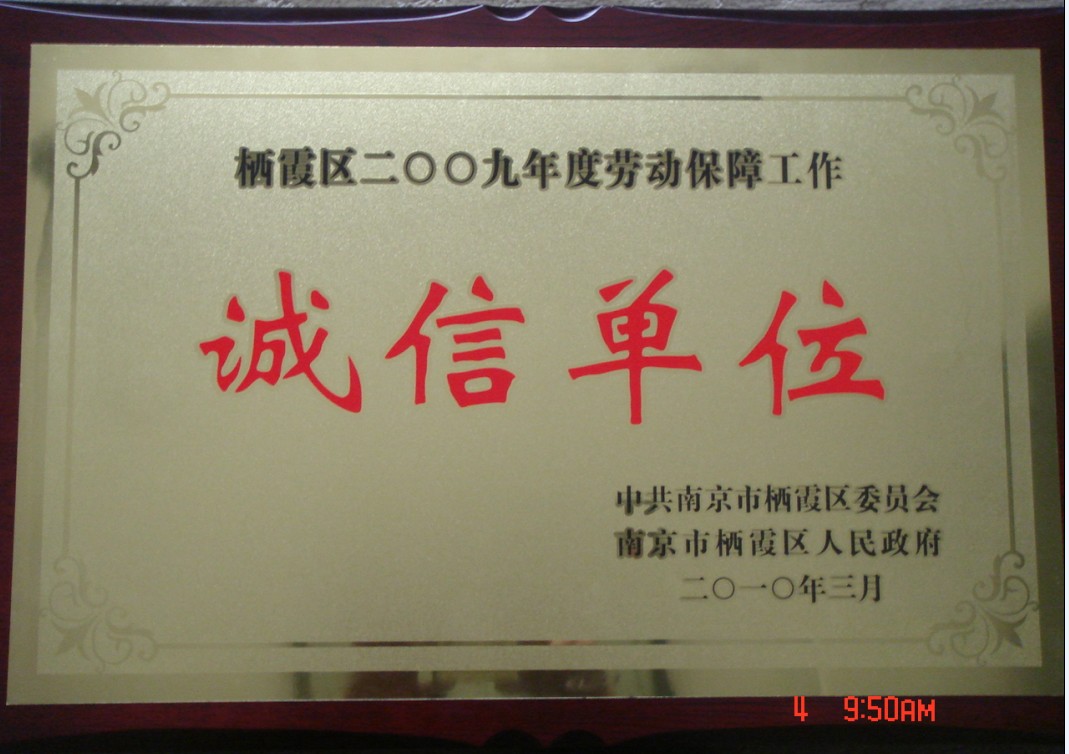 栖霞区二〇〇九年度劳动保障工作
诚信单位
中共南京市栖霞区委员会
南京市栖霞区人民政府
二〇一〇年三月
4 9:50AM